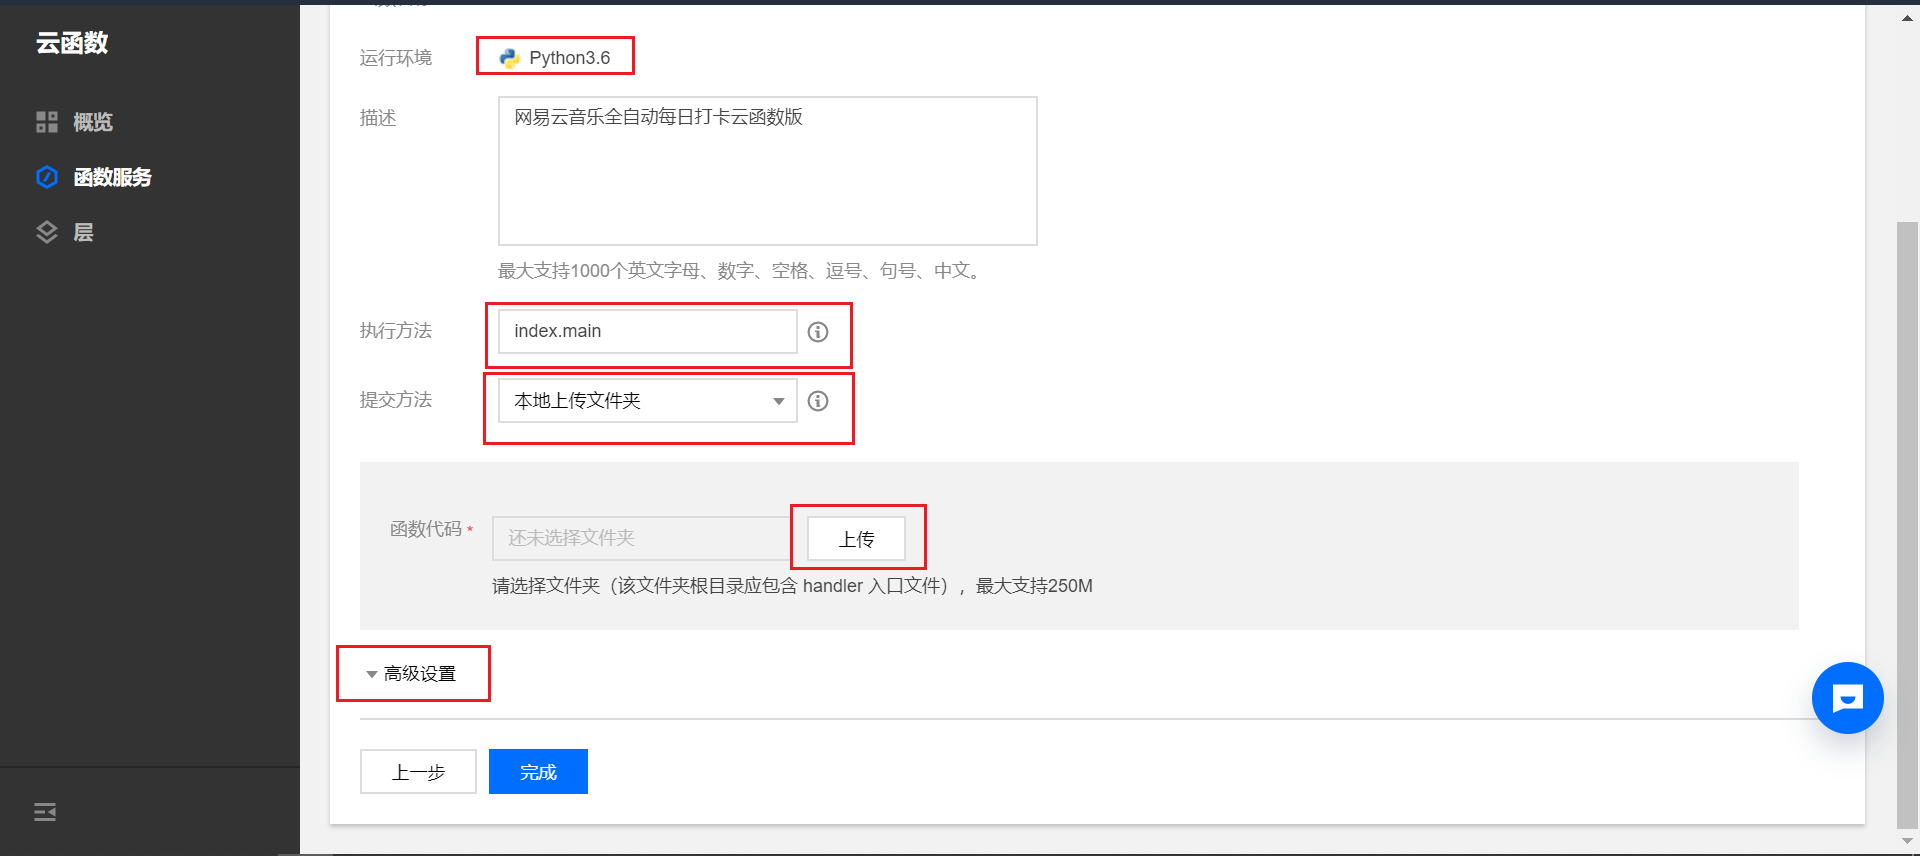 云函数
概览
函数服务
层
运行环境
Python3.6
描述
网易云音乐全自动每日打卡云函数版
最大支持1000个英文字母、数字、空格、逗号、句号、中文。
执行方法
index.main
提交方法
本地上传文件夹
函数代码 *
还未选择文件夹
上传
请选择文件夹（该文件夹根目录应包含 handler 入口文件），最大支持250M
高级设置
上一步
完成